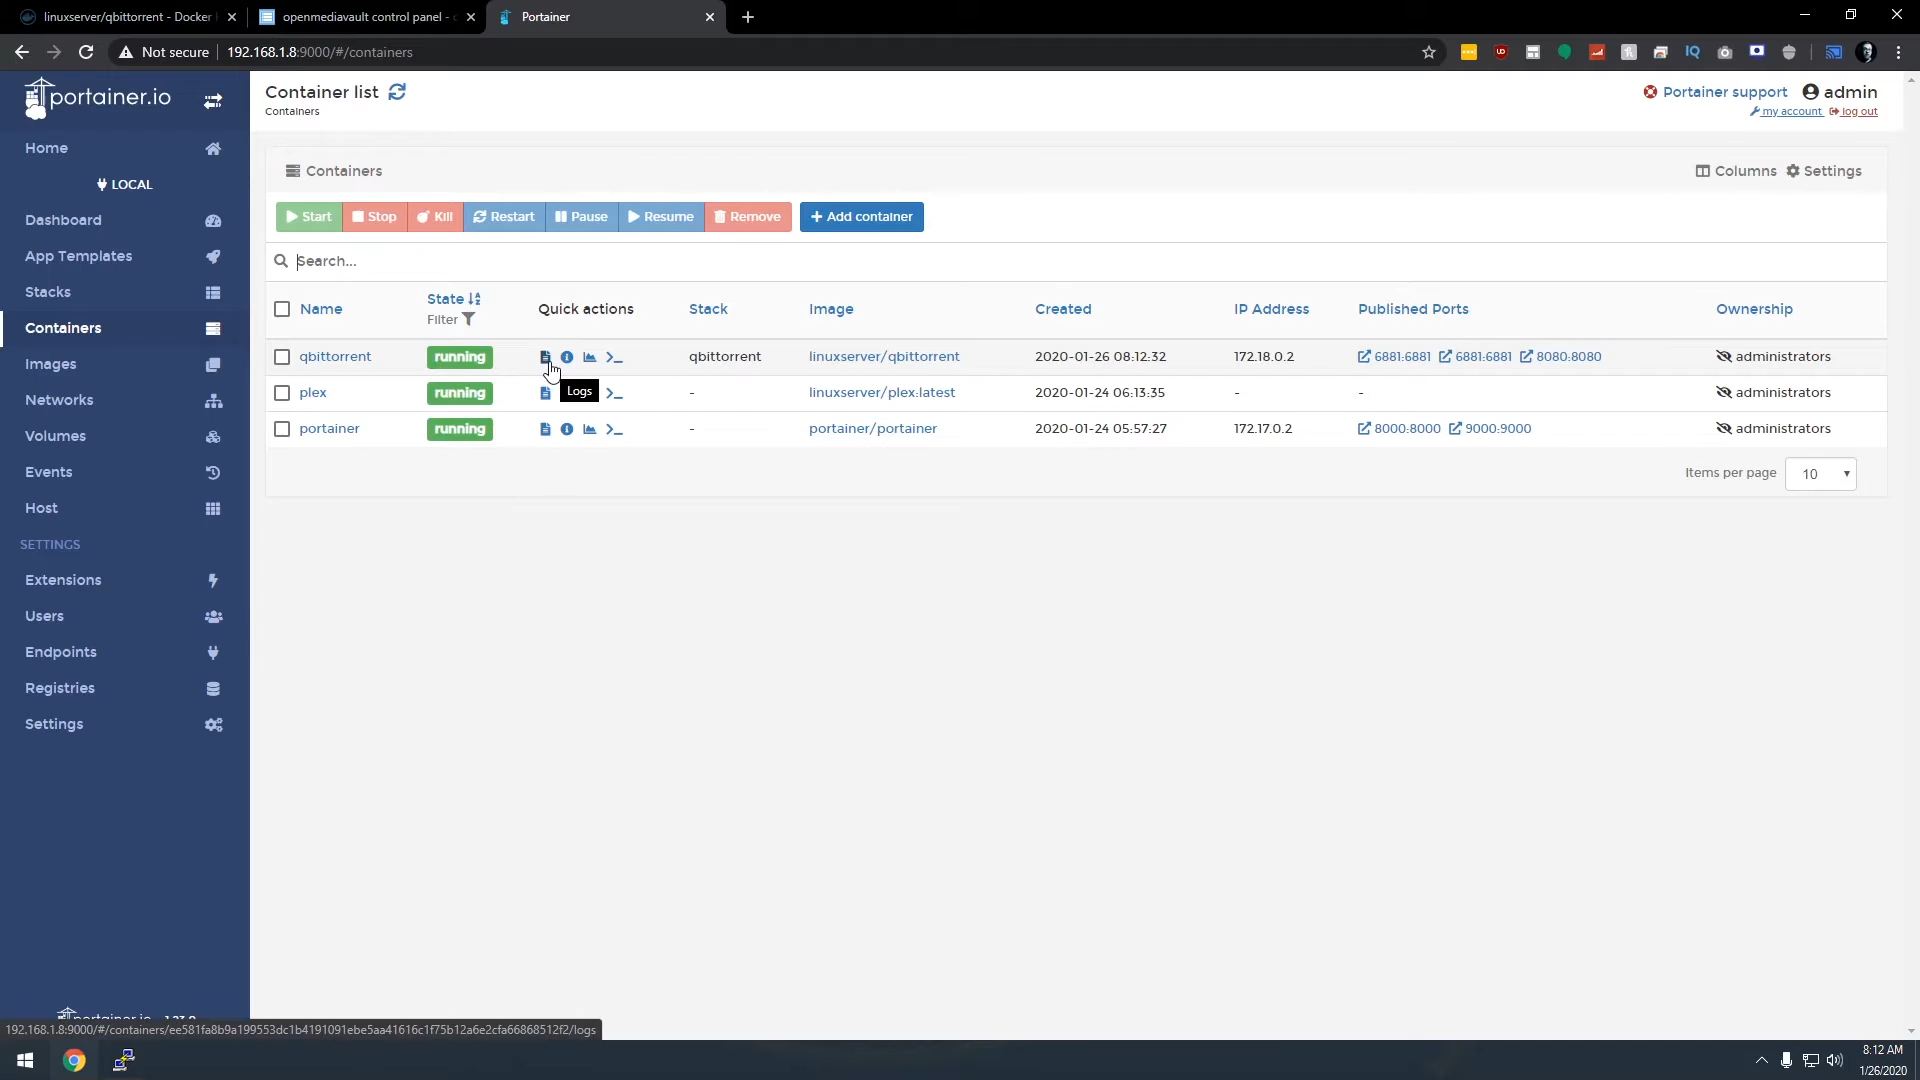 linuxserver/qbittorrent - Docker
openmediavault control panel -
Portainer
Not secure
192.168.1.8:9000/#/containers
IQ
portainer.io
Container list
Containers
Portainer support
admin
my account
log out
Home
LOCAL
Dashboard
App Templates
Stacks
Containers
Images
Networks
Volumes
Events
Host
SETTINGS
Extensions
Users
Endpoints
Registries
Settings
Containers
Columns
Settings
Start
Stop
Kill
Restart
Pause
Resume
Remove
Add container
Search...
Name
State
Filter
Quick actions
Stack
Image
Created
IP Address
Published Ports
Ownership
qbittorrent running qbittorrent linuxserver/qbittorrent 2020-01-26 08:12:32 172.18.0.2 6881:6881 6881:6881 8080:8080 administrators
plex running Logs - linuxserver/plex:latest 2020-01-24 06:13:35 - - administrators
portainer running - portainer/portainer 2020-01-24 05:57:27 172.17.0.2 8000:8000 9000:9000 administrators
Items per page 10
192.168.1.8:9000/#/containers/ee581fa8b9a199553dc1b4191091ebe5aa41616c1f75b12a6e2cfa66868512f2/logs
8:12 AM
1/26/2020